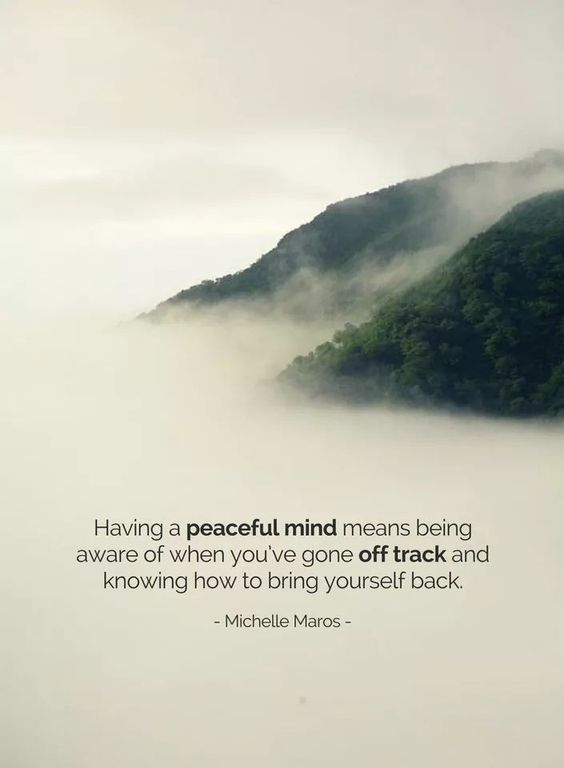 Having a peaceful mind means being
aware of when you've gone off track and
knowing how to bring yourself back.
- Michelle Maros -